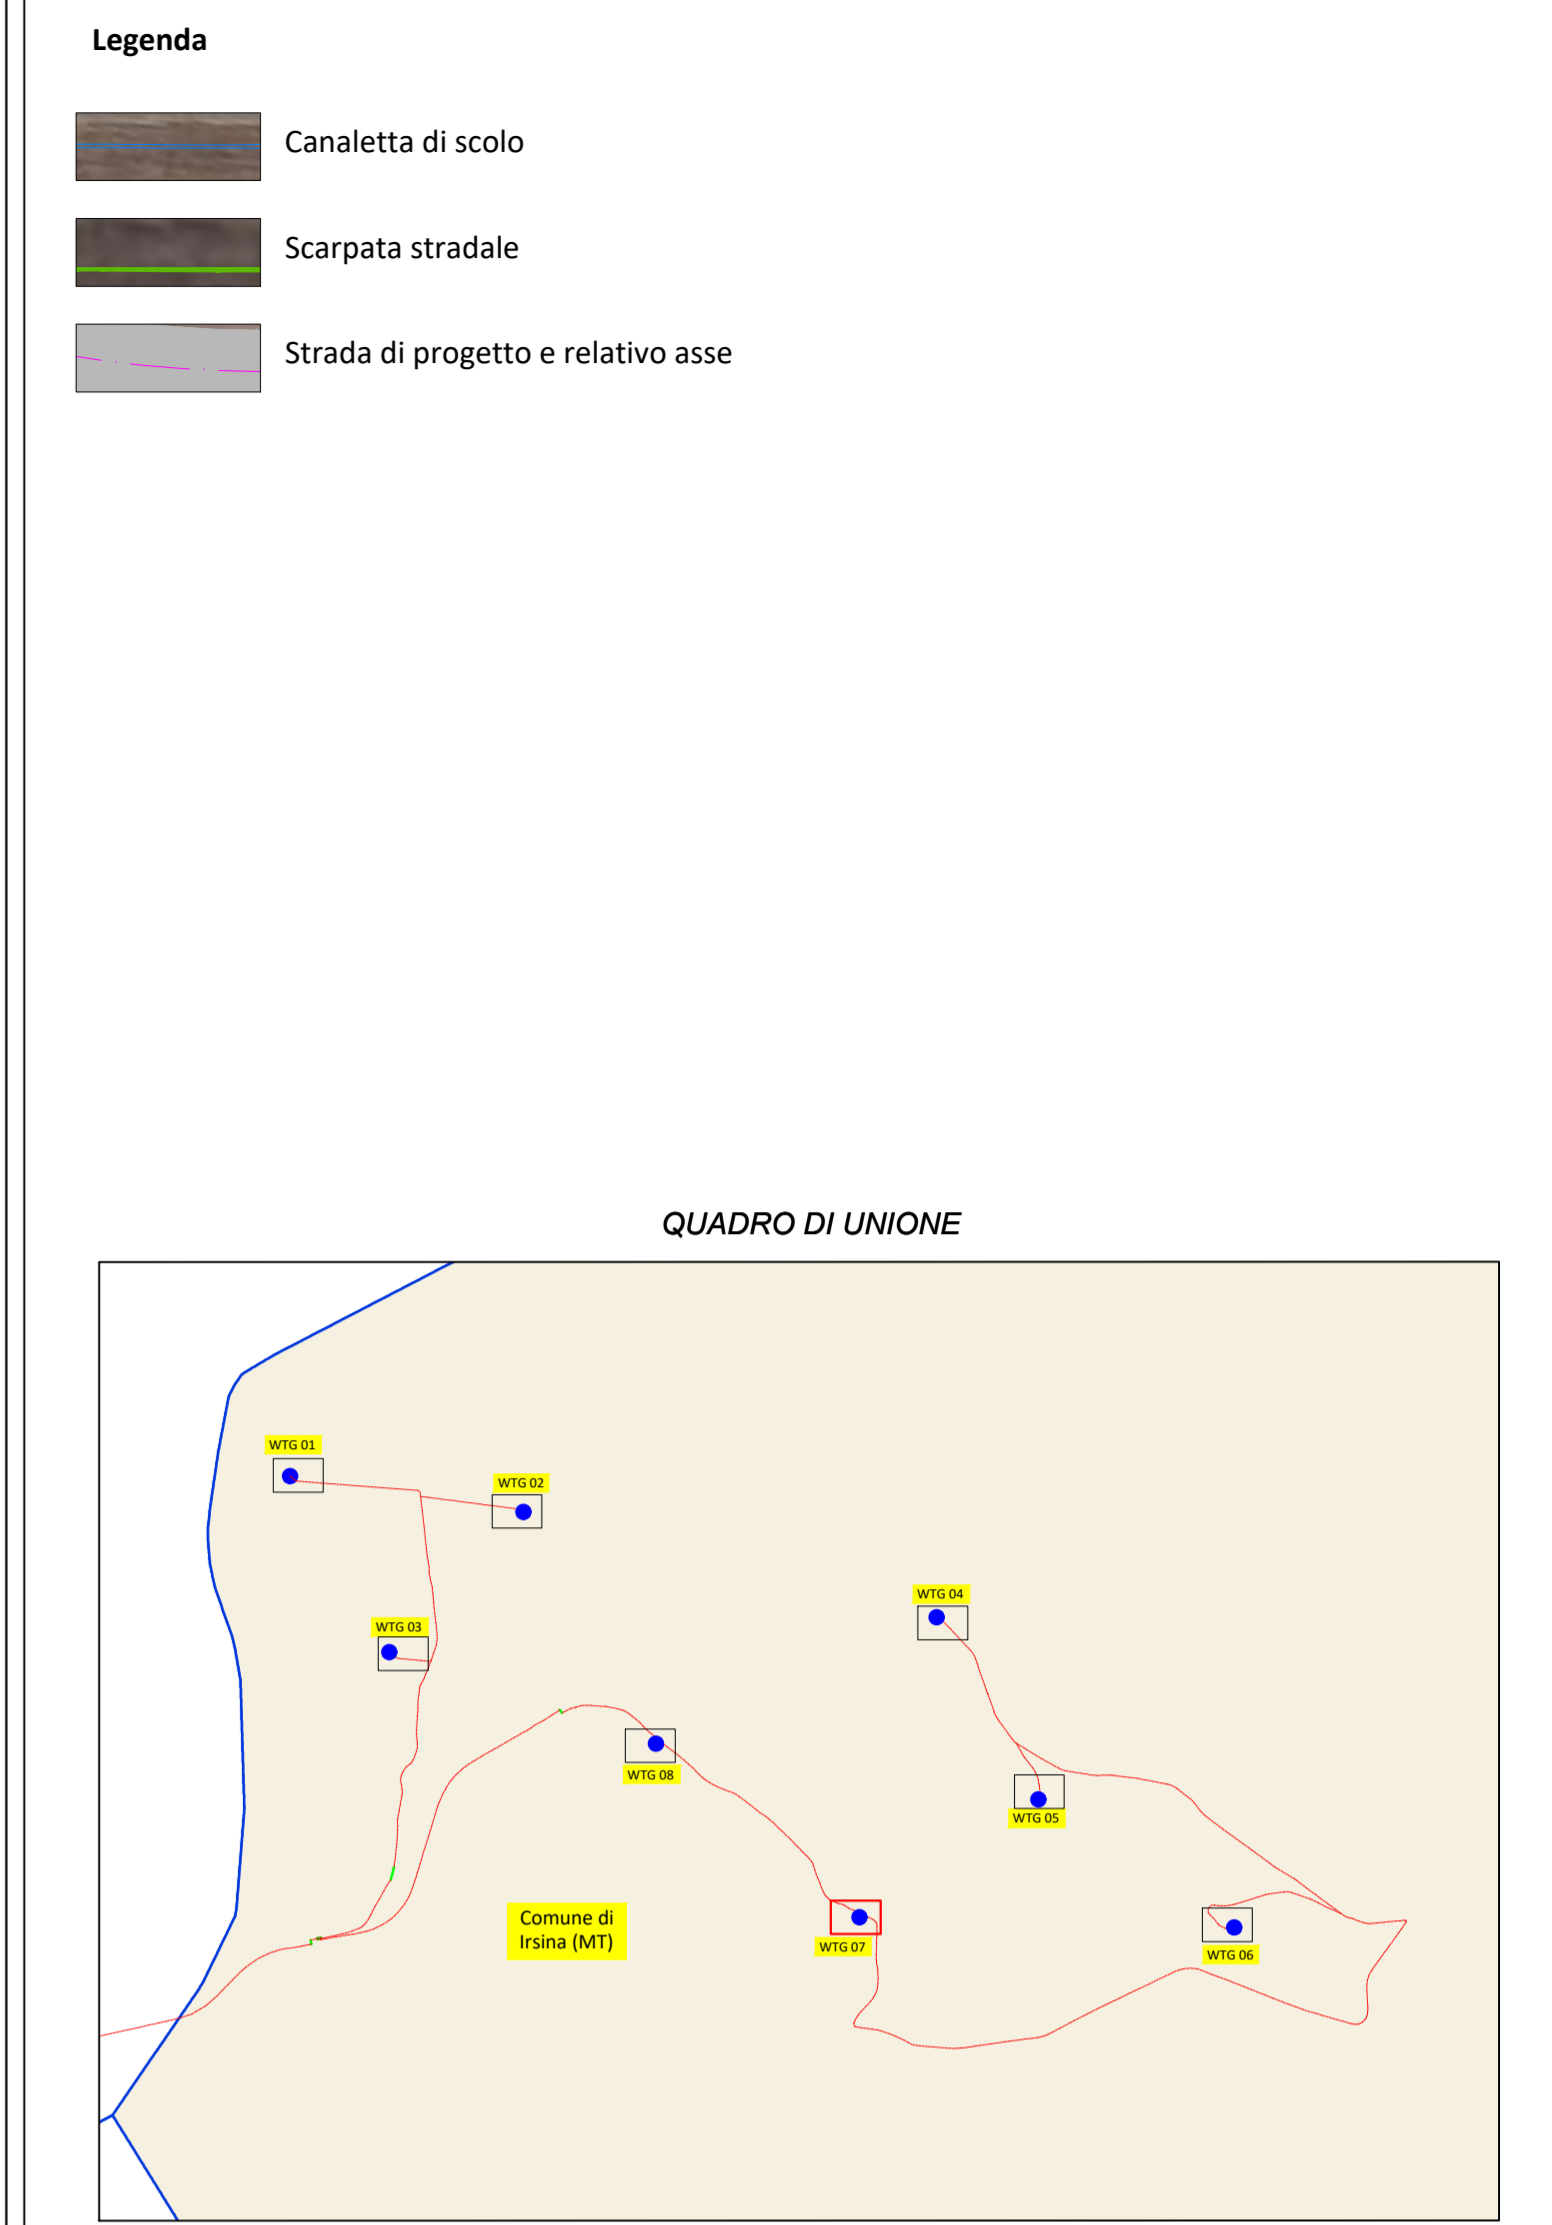 Legenda
Canaletta di scolo
Scarpata stradale
Strada di progetto e relativo asse
QUADRO DI UNIONE
WTG 01
WTG 02
WTG 04
WTG 03
WTG 08
WTG 05
Comune di
Irsina (MT)
WTG 07
WTG 06